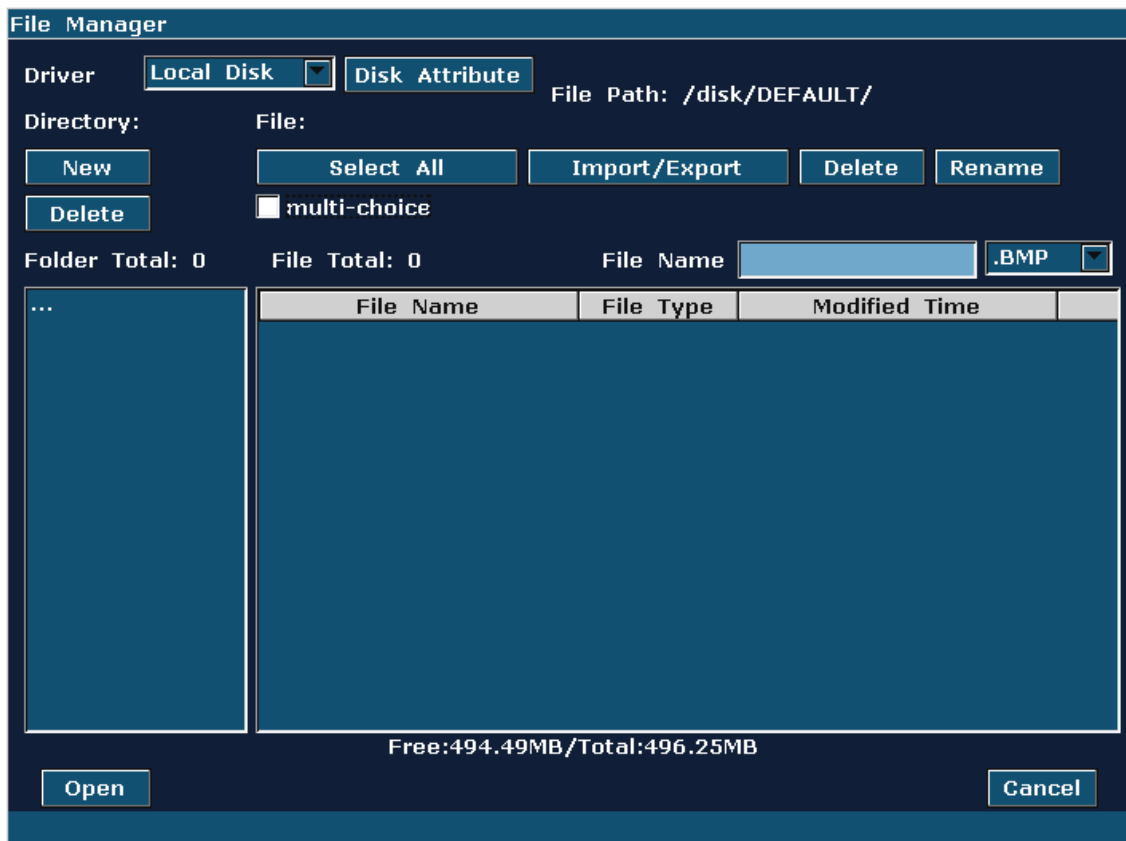 File Manager
Driver Local Disk Disk Attribute
File Path: /disk/DEFAULT/
Directory: File:
New Select All Import/Export Delete Rename
Delete multi-choice
Folder Total: 0 File Total: 0 File Name .BMP
... File Name File Type Modified Time
Free:494.49MB/Total:496.25MB
Open Cancel